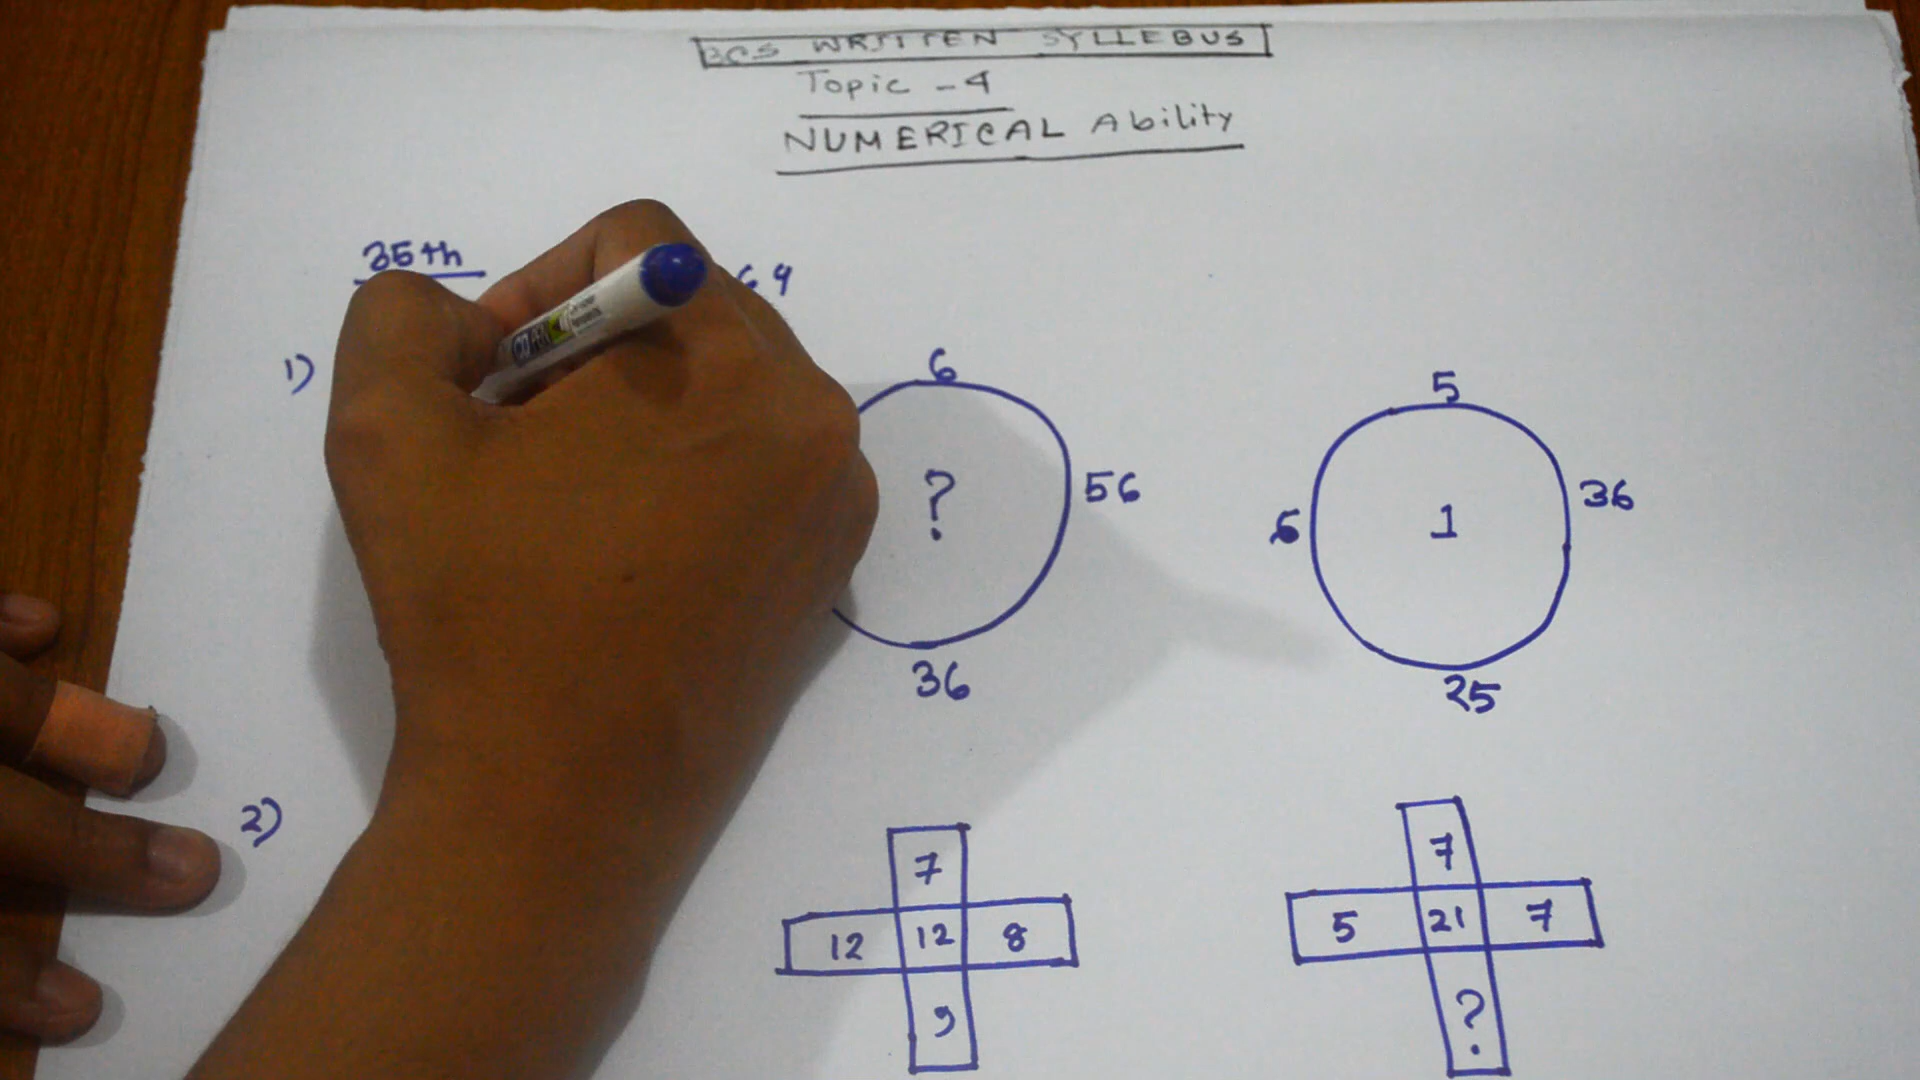 BCS WRITTEN SYLLEBUS
Topic - 4
NUMERICAL Ability
35th
64
1)
6
?
56
36
5
6
1
36
25
2)
7
12 12 8
9
7
5 21 7
?